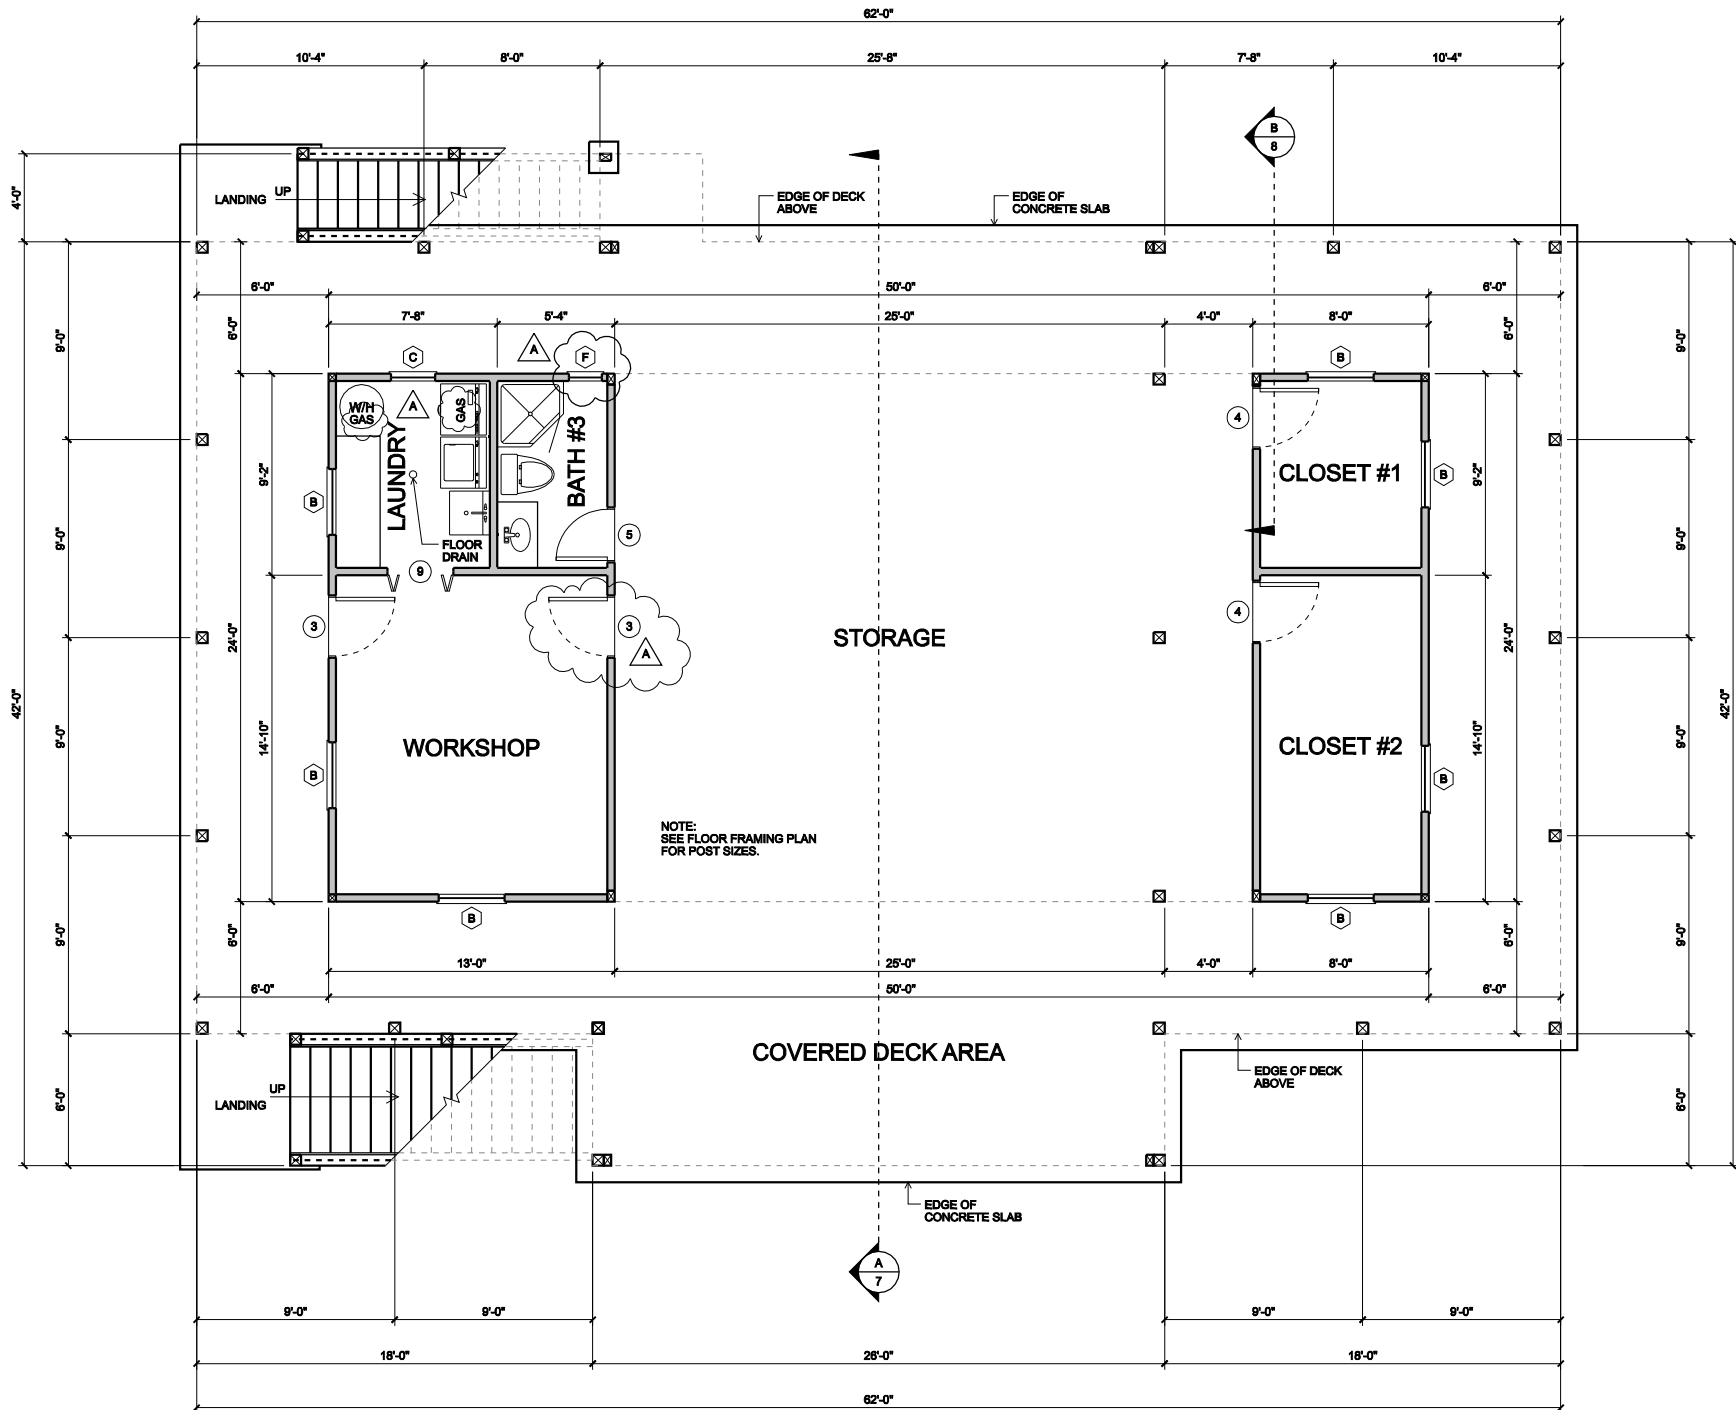 62'-0"
10'-4"
8'-0"
25'-8"
7'-8"
10'-4"
B
8
4'-0"
LANDING
UP
EDGE OF DECK
ABOVE
EDGE OF
CONCRETE SLAB
6'-0"
50'-0"
6'-0"
7'-8"
5'-4"
25'-0"
4'-0"
8'-0"
9'-0"
6'-0"
6'-0"
9'-0"
C
A
F
B
W/H
GAS
A
GAS
LAUNDRY
BATH #3
4
CLOSET #1
9'-2"
B
B
9'-2"
9'-0"
FLOOR
DRAIN
5
9'-0"
9
3
3
A
4
24'-0"
STORAGE
24'-0"
42'-0"
42'-0"
9'-0"
14'-10"
B
WORKSHOP
CLOSET #2
B
14'-10"
9'-0"
NOTE:
SEE FLOOR FRAMING PLAN
FOR POST SIZES.
B
B
9'-0"
6'-0"
6'-0"
9'-0"
13'-0"
25'-0"
4'-0"
8'-0"
6'-0"
50'-0"
6'-0"
COVERED DECK AREA
EDGE OF DECK
ABOVE
6'-0"
LANDING
UP
6'-0"
EDGE OF
CONCRETE SLAB
A
7
9'-0"
9'-0"
9'-0"
9'-0"
18'-0"
26'-0"
18'-0"
62'-0"